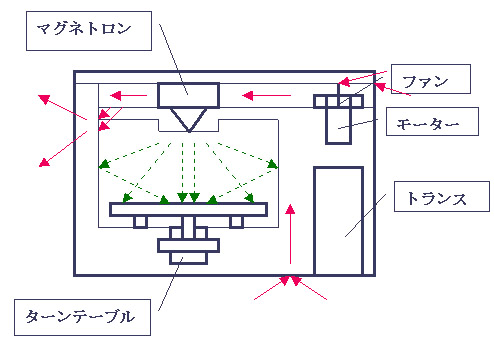 マグネトロン
ファン
モーター
トランス
ターンテーブル